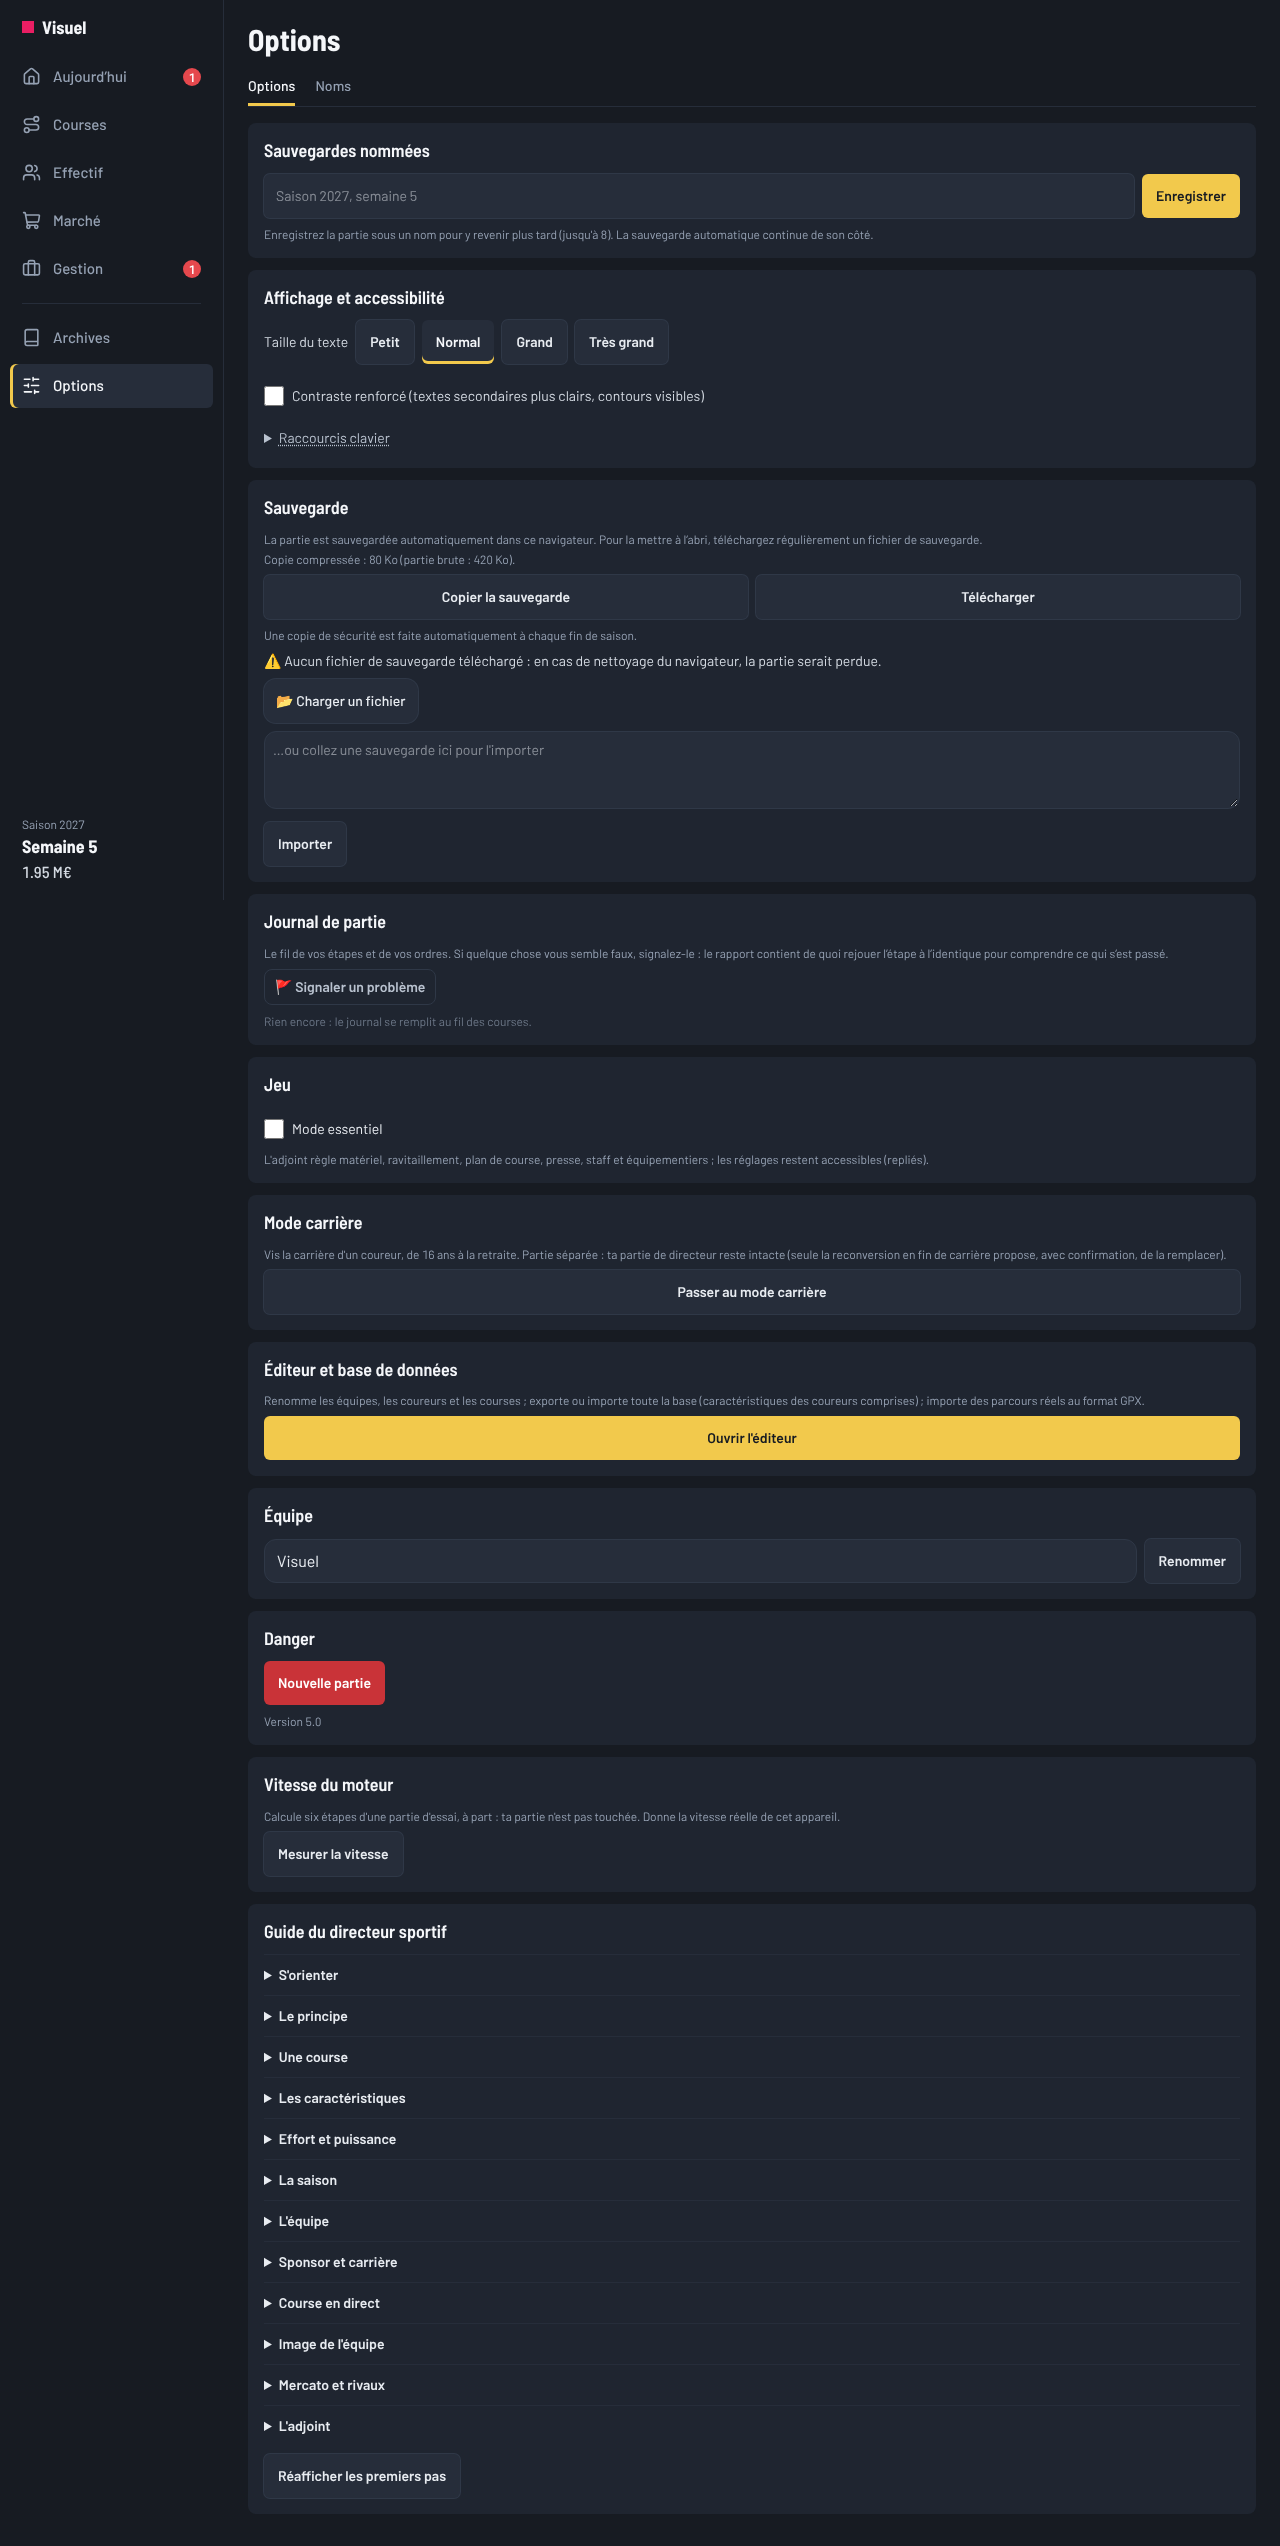 Visuel
Aujourd'hui 1
Courses
Effectif
Marché
Gestion 1
Archives
Options
Saison 2027
Semaine 5
1.95 M€
Options
Options Noms
Sauvegardes nommées
Saison 2027, semaine 5 Enregistrer
Enregistrez la partie sous un nom pour y revenir plus tard (jusqu'à 8). La sauvegarde automatique continue de son côté.
Affichage et accessibilité
Taille du texte Petit Normal Grand Très grand
Contraste renforcé (textes secondaires plus clairs, contours visibles)
Raccourcis clavier
Sauvegarde
La partie est sauvegardée automatiquement dans ce navigateur. Pour la mettre à l'abri, téléchargez régulièrement un fichier de sauvegarde.
Copie compressée : 80 Ko (partie brute : 420 Ko).
Copier la sauvegarde Télécharger
Une copie de sécurité est faite automatiquement à chaque fin de saison.
⚠️ Aucun fichier de sauvegarde téléchargé : en cas de nettoyage du navigateur, la partie serait perdue.
📂 Charger un fichier
...ou collez une sauvegarde ici pour l'importer
Importer
Journal de partie
Le fil de vos étapes et de vos ordres. Si quelque chose vous semble faux, signalez-le : le rapport contient de quoi rejouer l'étape à l'identique pour comprendre ce qui s'est passé.
🚩 Signaler un problème
Rien encore : le journal se remplit au fil des courses.
Jeu
Mode essentiel
L'adjoint règle matériel, ravitaillement, plan de course, presse, staff et équipementiers ; les réglages restent accessibles (repliés).
Mode carrière
Vis la carrière d'un coureur, de 16 ans à la retraite. Partie séparée : ta partie de directeur reste intacte (seule la reconversion en fin de carrière propose, avec confirmation, de la remplacer).
Passer au mode carrière
Éditeur et base de données
Renomme les équipes, les coureurs et les courses ; exporte ou importe toute la base (caractéristiques des coureurs comprises) ; importe des parcours réels au format GPX.
Ouvrir l'éditeur
Équipe
Visuel Renommer
Danger
Nouvelle partie
Version 5.0
Vitesse du moteur
Calcule six étapes d'une partie d'essai, à part : ta partie n'est pas touchée. Donne la vitesse réelle de cet appareil.
Mesurer la vitesse
Guide du directeur sportif
S'orienter
Le principe
Une course
Les caractéristiques
Effort et puissance
La saison
L'équipe
Sponsor et carrière
Course en direct
Image de l'équipe
Mercato et rivaux
L'adjoint
Réafficher les premiers pas